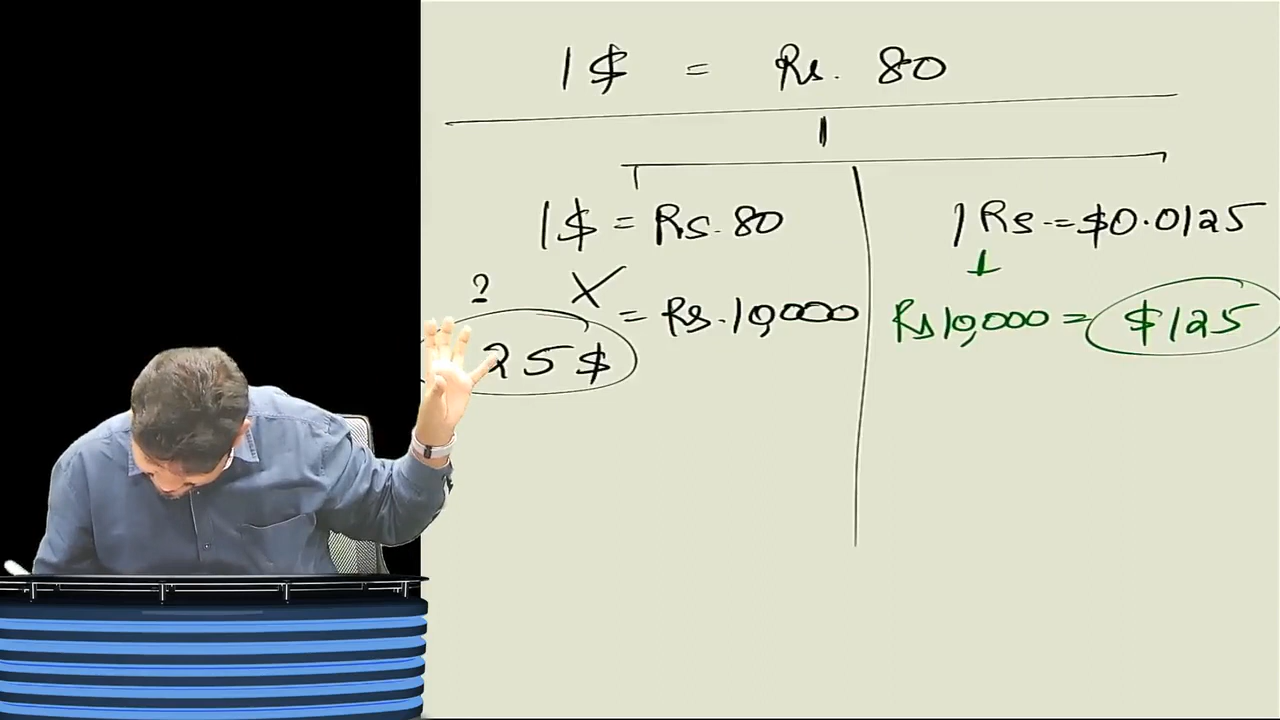 1$ = Rs. 80
1$ = Rs. 80
? X = Rs. 10,000
25$
1 Rs = $0.0125
Rs 10,000 = $125